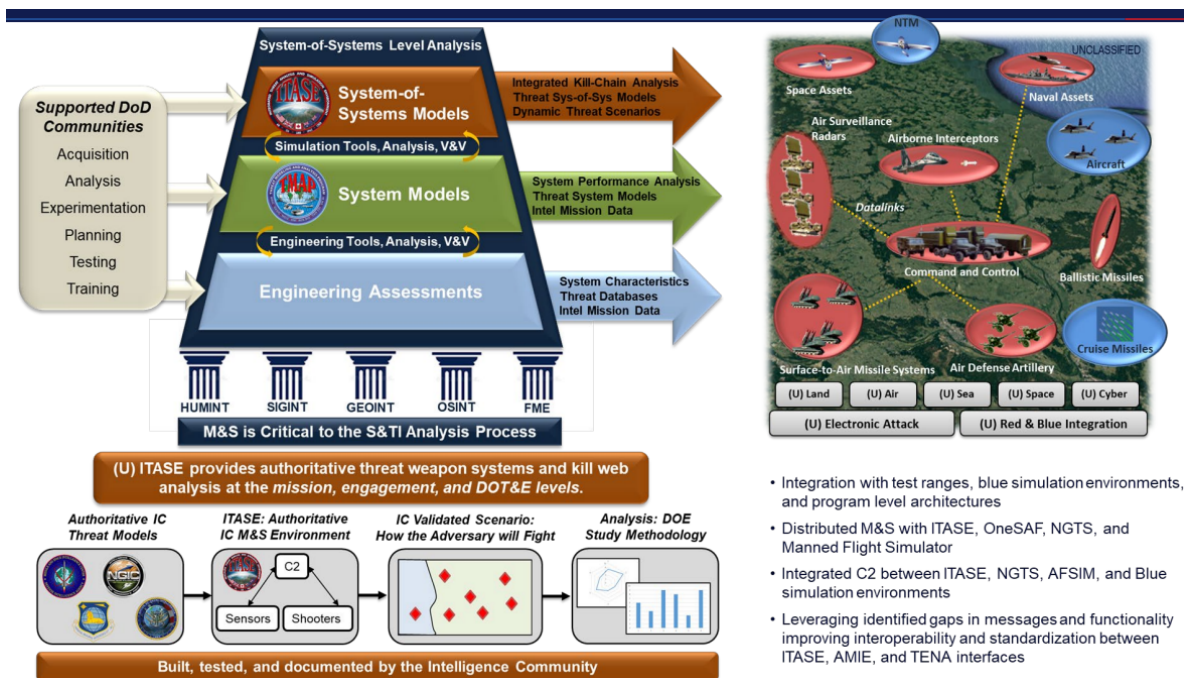 System-of-Systems Level Analysis
Supported DoD
Communities
Acquisition
Analysis
Experimentation
Planning
Testing
Training
ITASE
System-of-
Systems Models
Integrated Kill-Chain Analysis
Threat Sys-of-Sys Models
Dynamic Threat Scenarios
Simulation Tools, Analysis, V&V
TMAP
System Models
System Performance Analysis
Threat System Models
Intel Mission Data
Engineering Tools, Analysis, V&V
Engineering Assessments
System Characteristics
Threat Databases
Intel Mission Data
HUMINT
SIGINT
GEOINT
OSINT
FME
M&S is Critical to the S&TI Analysis Process
NTM
UNCLASSIFIED
Space Assets
Naval Assets
Air Surveillance
Radars
Airborne Interceptors
Aircraft
Datalinks
Command and Control
Ballistic Missiles
Surface-to-Air Missile Systems
Air Defense Artillery
Cruise Missiles
(U) Land
(U) Air
(U) Sea
(U) Space
(U) Cyber
(U) Electronic Attack
(U) Red & Blue Integration
(U) ITASE provides authoritative threat weapon systems and kill web
analysis at the mission, engagement, and DOT&E levels.
Authoritative IC
Threat Models
NGIC
ITASE: Authoritative
IC M&S Environment
ITASE
C2
Sensors
Shooters
IC Validated Scenario:
How the Adversary will Fight
Analysis: DOE
Study Methodology
Built, tested, and documented by the Intelligence Community
• Integration with test ranges, blue simulation environments,
and program level architectures
• Distributed M&S with ITASE, OneSAF, NGTS, and
Manned Flight Simulator
• Integrated C2 between ITASE, NGTS, AFSIM, and Blue
simulation environments
• Leveraging identified gaps in messages and functionality
improving interoperability and standardization between
ITASE, AMIE, and TENA interfaces